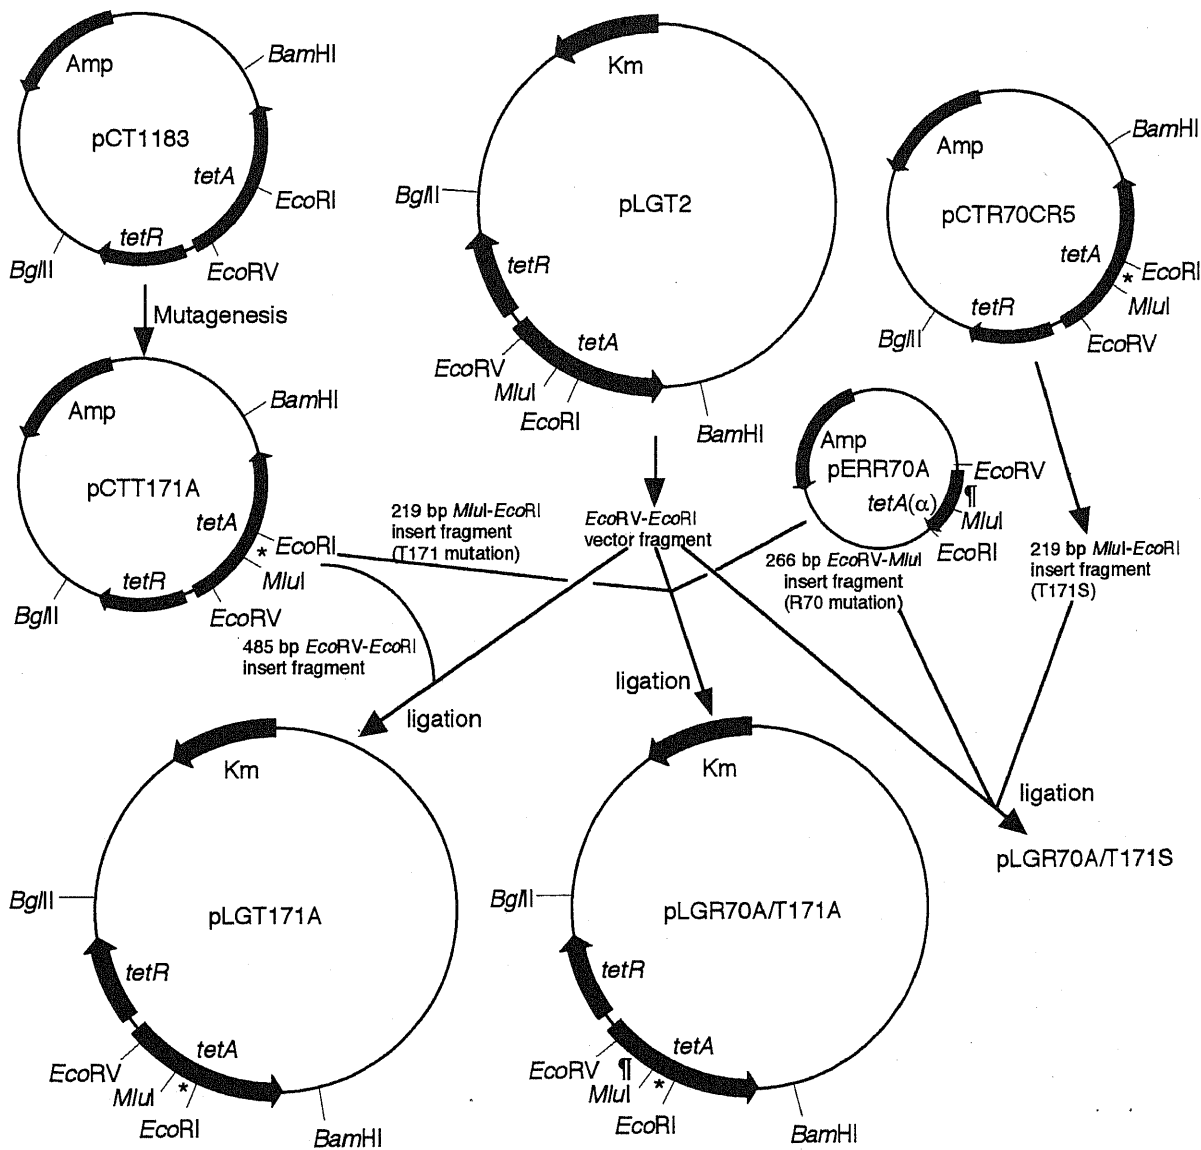 Amp
BamHI
pCT1183
tetA
EcoRI
tetR
EcoRV
BglII
Mutagenesis
Km
pLGT2
BglII
tetR
tetA
EcoRV
MluI
EcoRI
BamHI
Amp
BamHI
pCTR70CR5
tetA
EcoRI
*
MluI
tetR
EcoRV
BglII
Amp
BamHI
pCTT171A
tetA
EcoRI
*
MluI
tetR
EcoRV
BglII
Amp
pERR70A
EcoRV
tetA(α)
¶
MluI
EcoRI
219 bp MluI-EcoRI
insert fragment
(T171 mutation)
EcoRV-EcoRI
vector fragment
266 bp EcoRV-MluI
insert fragment
(R70 mutation)
219 bp MluI-EcoRI
insert fragment
(T171S)
485 bp EcoRV-EcoRI
insert fragment
ligation
ligation
ligation
pLGR70A/T171S
Km
BglII
pLGT171A
tetR
tetA
EcoRV
MluI
*
EcoRI
BamHI
Km
BglII
pLGR70A/T171A
tetR
tetA
EcoRV
¶
MluI
*
EcoRI
BamHI